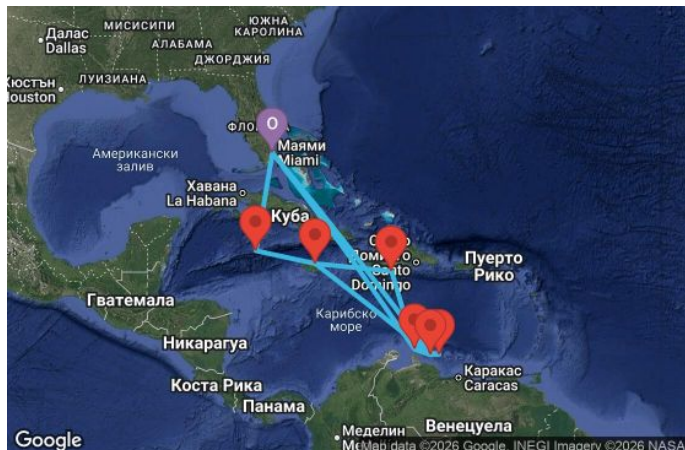 Далас
Dallas
МИСИСИПИ
АЛАБАМА
ЮЖНА
КАРОЛИНА
ДЖОРДЖИЯ
Хюстън
Houston
ЛУИЗИАНА
O
Маями
Miami
Американски
залив
Хавана
La Habana
Куба
Доминго
Santo
Domingo
Пуерто
Рико
Гватемала
Карибско
море
Никарагуа
Каракас
Caracas
Коста Рика
Панама
Меделин
Венецуела
Google
Map data ©2026 Google, INEGI Imagery ©2026 NASA